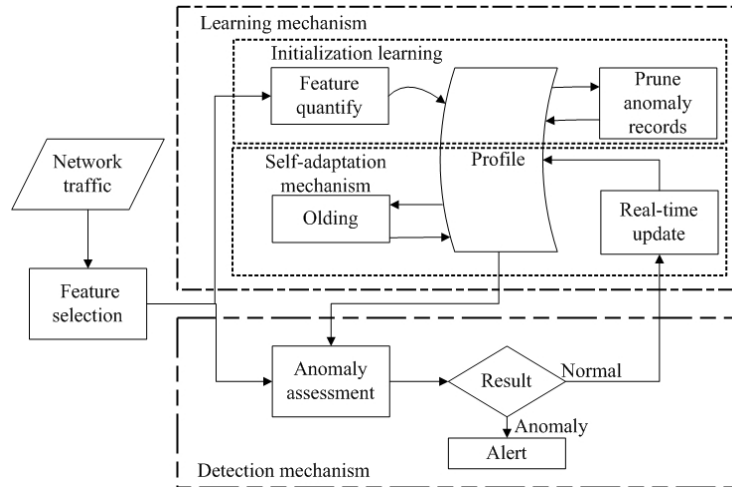 Learning mechanism
Initialization learning
Feature
quantify
Prune
anomaly
records
Network
traffic
Self-adaptation
mechanism
Profile
Olding
Real-time
update
Feature
selection
Anomaly
assessment
Result
Normal
Anomaly
Alert
Detection mechanism